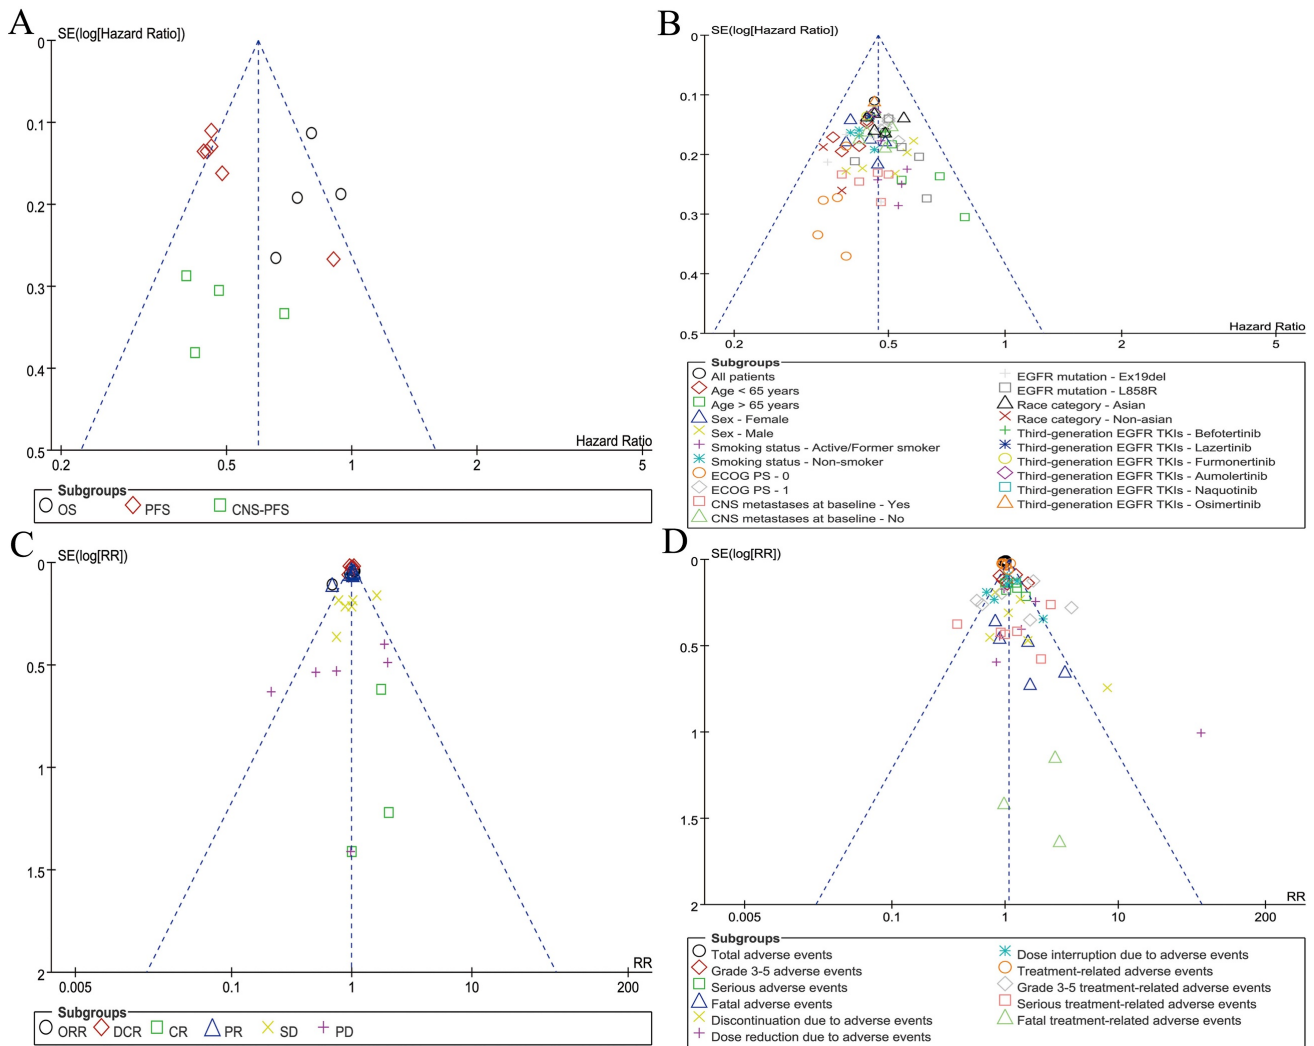 A
SE(log[Hazard Ratio])
0
0.1
0.2
0.3
0.4
0.5
Hazard Ratio
0.2 0.5 1 2 5
Subgroups
OS PFS CNS-PFS
B
SE(log[Hazard Ratio])
0
0.1
0.2
0.3
0.4
0.5
Hazard Ratio
0.2 0.5 1 2 5
Subgroups
All patients
Age < 65 years
Age > 65 years
Sex - Female
Sex - Male
Smoking status - Active/Former smoker
Smoking status - Non-smoker
ECOG PS - 0
ECOG PS - 1
CNS metastases at baseline - Yes
CNS metastases at baseline - No
EGFR mutation - Ex19del
EGFR mutation - L858R
Race category - Asian
Race category - Non-asian
Third-generation EGFR TKIs - Befotertinib
Third-generation EGFR TKIs - Lazertinib
Third-generation EGFR TKIs - Furmonertinib
Third-generation EGFR TKIs - Aumolertinib
Third-generation EGFR TKIs - Naquotinib
Third-generation EGFR TKIs - Osimertinib
C
SE(log[RR])
0
0.5
1
1.5
2
RR
0.005 0.1 1 10 200
Subgroups
ORR DCR CR PR SD PD
D
SE(log[RR])
0
0.5
1
1.5
2
RR
0.005 0.1 1 10 200
Subgroups
Total adverse events
Grade 3-5 adverse events
Serious adverse events
Fatal adverse events
Discontinuation due to adverse events
Dose reduction due to adverse events
Dose interruption due to adverse events
Treatment-related adverse events
Grade 3-5 treatment-related adverse events
Serious treatment-related adverse events
Fatal treatment-related adverse events